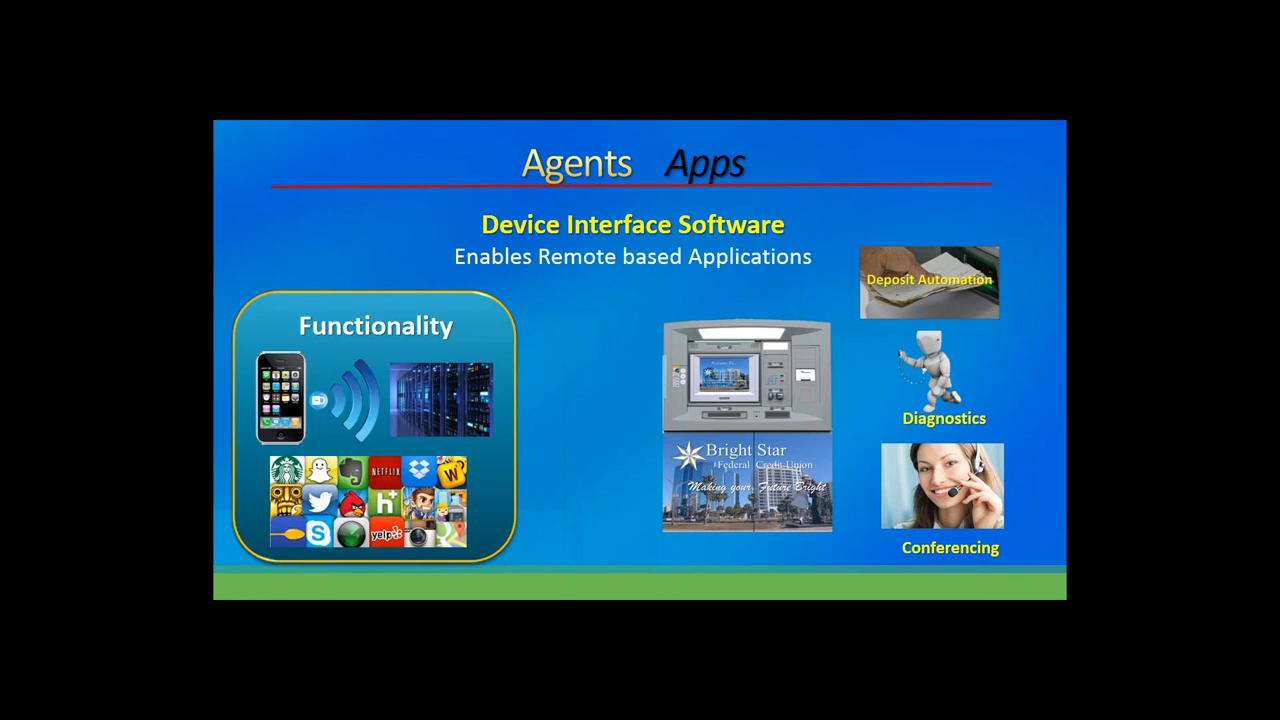 Agents Apps
Device Interface Software
Enables Remote based Applications
Functionality
NETFLIX
W
h+
yelp
Bright Star
Federal Credit Union
Making your Future Bright
Deposit Automation
Diagnostics
Conferencing